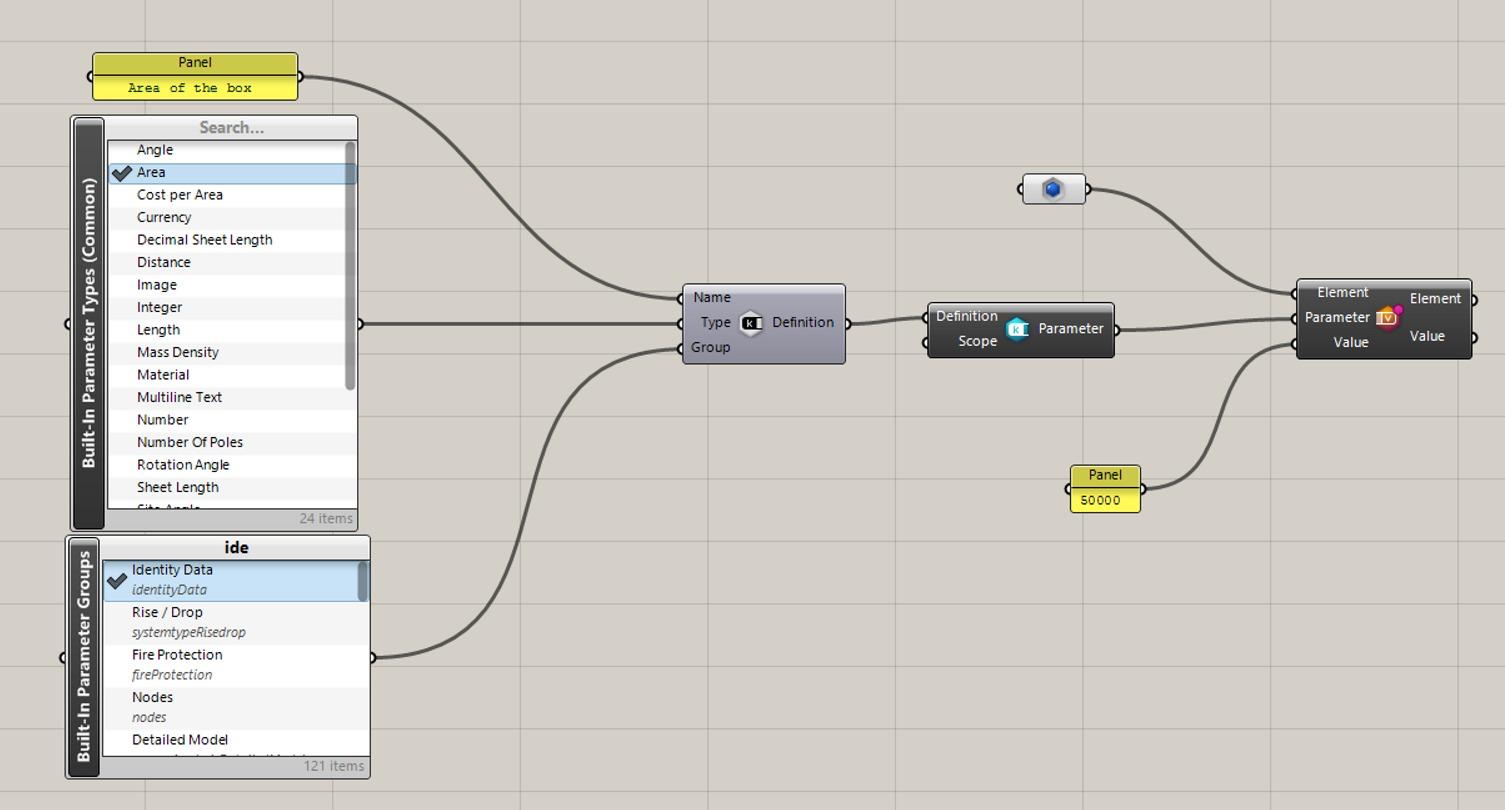 Panel
Area of the box
Built-In Parameter Types (Common)
Search...
Angle
Area
Cost per Area
Currency
Decimal Sheet Length
Distance
Image
Integer
Length
Mass Density
Material
Multiline Text
Number
Number Of Poles
Rotation Angle
Sheet Length
24 items
Built-In Parameter Groups
ide
Identity Data
identityData
Rise / Drop
systemtypeRisedrop
Fire Protection
fireProtection
Nodes
nodes
Detailed Model
121 items
Name
Type
Group
Definition
Definition
Scope
Parameter
Panel
50000
Element
Parameter
Value
Element
Value